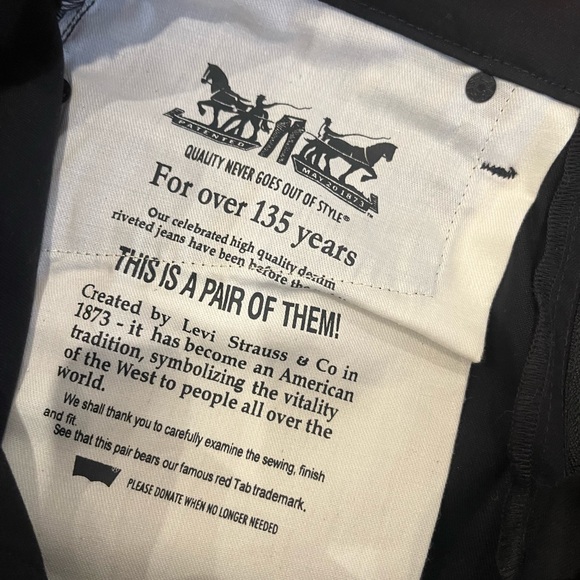 PATENTED
MAY 20 1873
QUALITY NEVER GOES OUT OF STYLE®
For over 135 years
Our celebrated high quality denim
riveted jeans have been before
THIS IS A PAIR OF THEM!
Created by Levi Strauss & Co in
1873 - it has become an American
tradition, symbolizing the vitality
of the West to people all over the
world.
We shall thank you to carefully examine the sewing, finish
and fit.
See that this pair bears our famous red Tab trademark.
PLEASE DONATE WHEN NO LONGER NEEDED